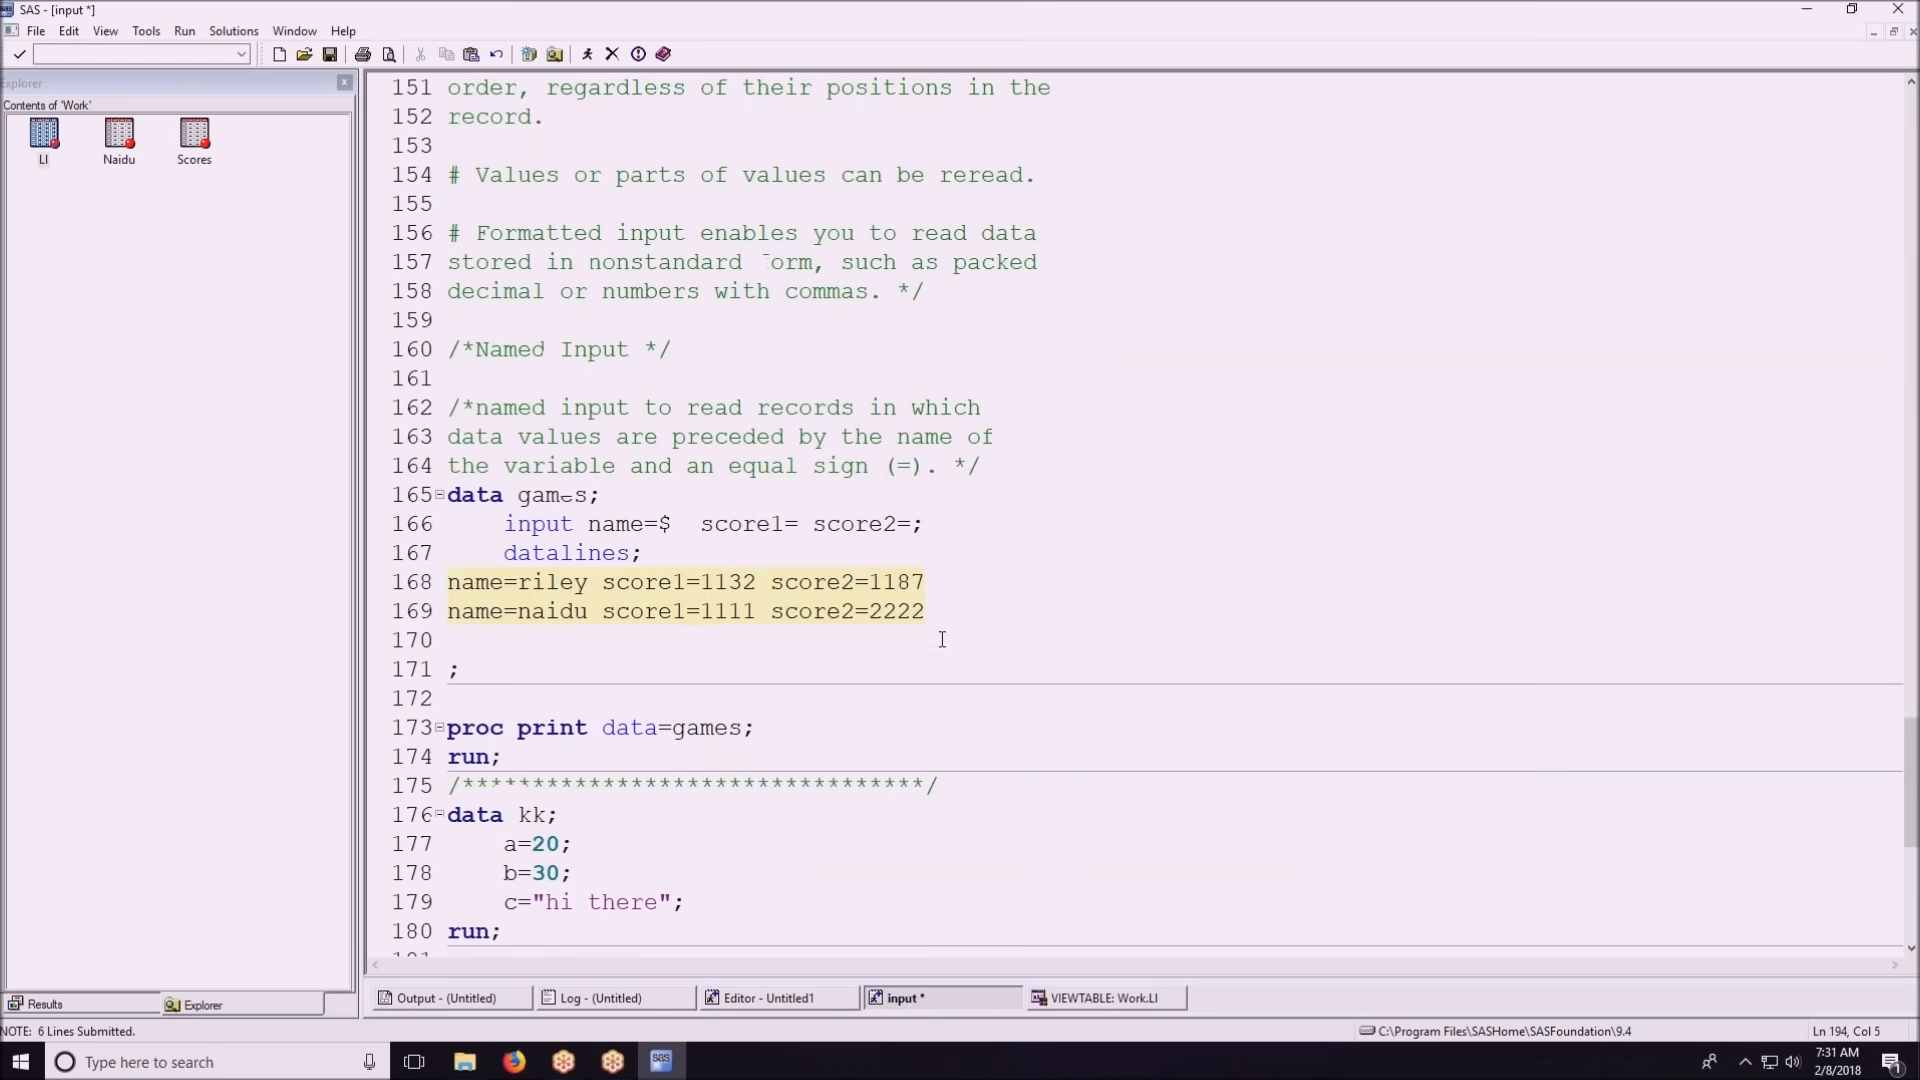 SAS - [input *]
File Edit View Tools Run Solutions Window Help
Explorer
Contents of 'Work'
LI Naidu Scores
151 order, regardless of their positions in the
152 record.
153
154 # Values or parts of values can be reread.
155
156 # Formatted input enables you to read data
157 stored in nonstandard form, such as packed
158 decimal or numbers with commas. */
159
160 /*Named Input */
161
162 /*named input to read records in which
163 data values are preceded by the name of
164 the variable and an equal sign (=). */
165 data games;
166 input name=$ score1= score2=;
167 datalines;
168 name=riley score1=1132 score2=1187
169 name=naidu score1=1111 score2=2222
170
171 ;
172
173 proc print data=games;
174 run;
175 /*********************************/
176 data kk;
177 a=20;
178 b=30;
179 c="hi there";
180 run;
Results Explorer
Output - (Untitled) Log - (Untitled) Editor - Untitled1 input * VIEWTABLE: Work.LI
NOTE: 6 Lines Submitted. C:\Program Files\SASHome\SASFoundation\9.4 Ln 194, Col 5
Type here to search sas 7:31 AM
2/8/2018 1